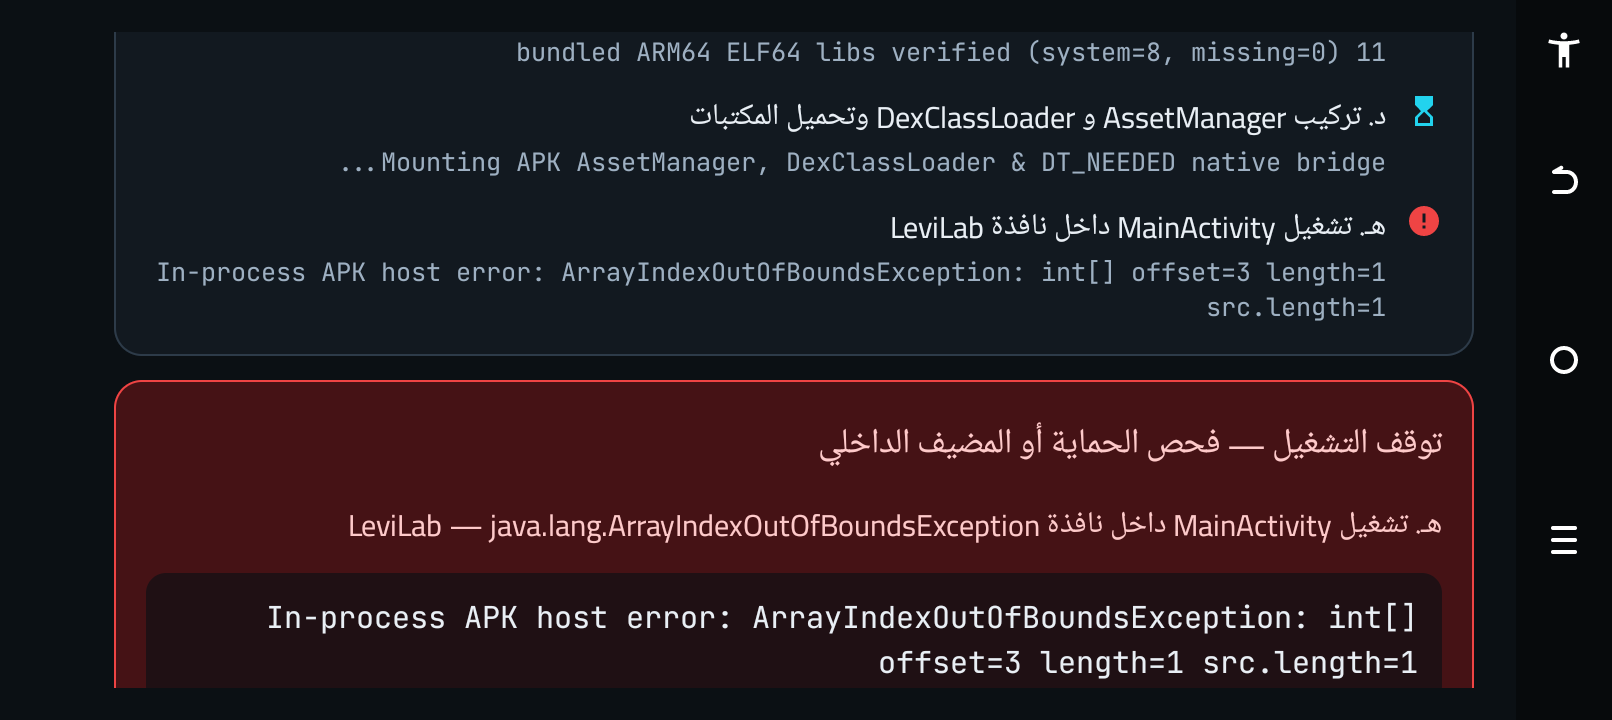 bundled ARM64 ELF64 libs verified (system=8, missing=0) 11
د. تركيب AssetManager و DexClassLoader وتحميل المكتبات
Mounting APK AssetManager, DexClassLoader & DT_NEEDED native bridge...
هـ. تشغيل MainActivity داخل نافذة LeviLab
In-process APK host error: ArrayIndexOutOfBoundsException: int[] offset=3 length=1
src.length=1
توقف التشغيل — فحص الحماية أو المضيف الداخلي
هـ. تشغيل MainActivity داخل نافذة LeviLab — java.lang.ArrayIndexOutOfBoundsException
In-process APK host error: ArrayIndexOutOfBoundsException: int[]
offset=3 length=1 src.length=1